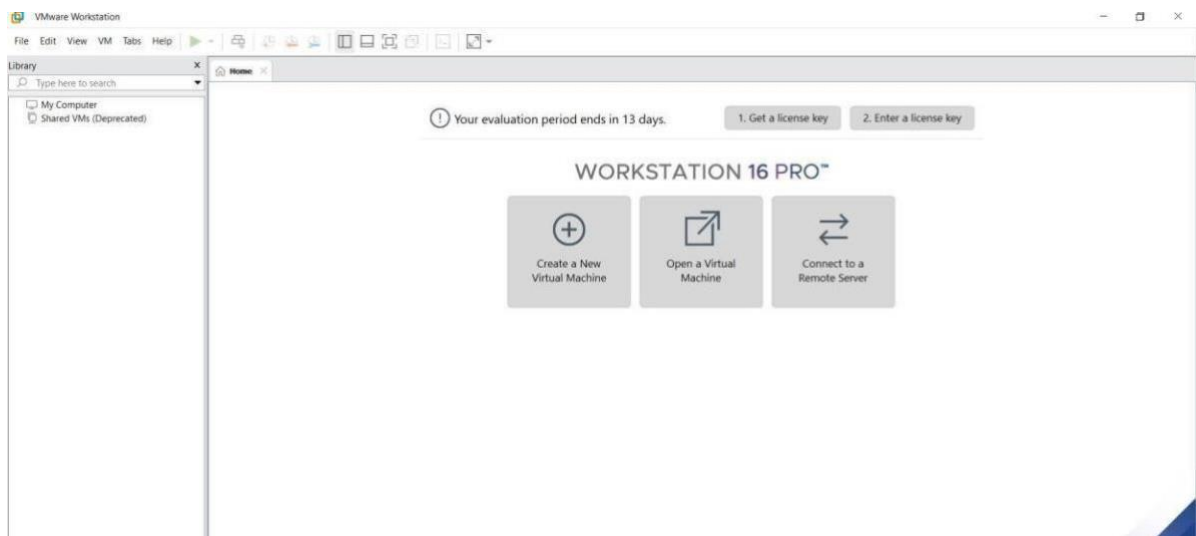 VMware Workstation
File Edit View VM Tabs Help
Library
Type here to search
My Computer
Shared VMs (Deprecated)
Home
Your evaluation period ends in 13 days.
1. Get a license key
2. Enter a license key
WORKSTATION 16 PRO™
Create a New
Virtual Machine
Open a Virtual
Machine
Connect to a
Remote Server